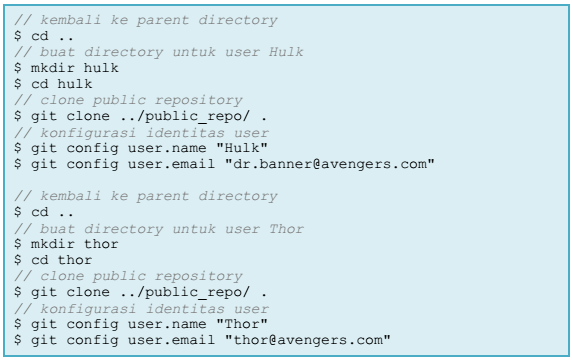 // kembali ke parent directory
$ cd ..
// buat directory untuk user Hulk
$ mkdir hulk
$ cd hulk
// clone public repository
$ git clone ../public_repo/ .
// konfigurasi identitas user
$ git config user.name "Hulk"
$ git config user.email "dr.banner@avengers.com"

// kembali ke parent directory
$ cd ..
// buat directory untuk user Thor
$ mkdir thor
$ cd thor
// clone public repository
$ git clone ../public_repo/ .
// konfigurasi identitas user
$ git config user.name "Thor"
$ git config user.email "thor@avengers.com"